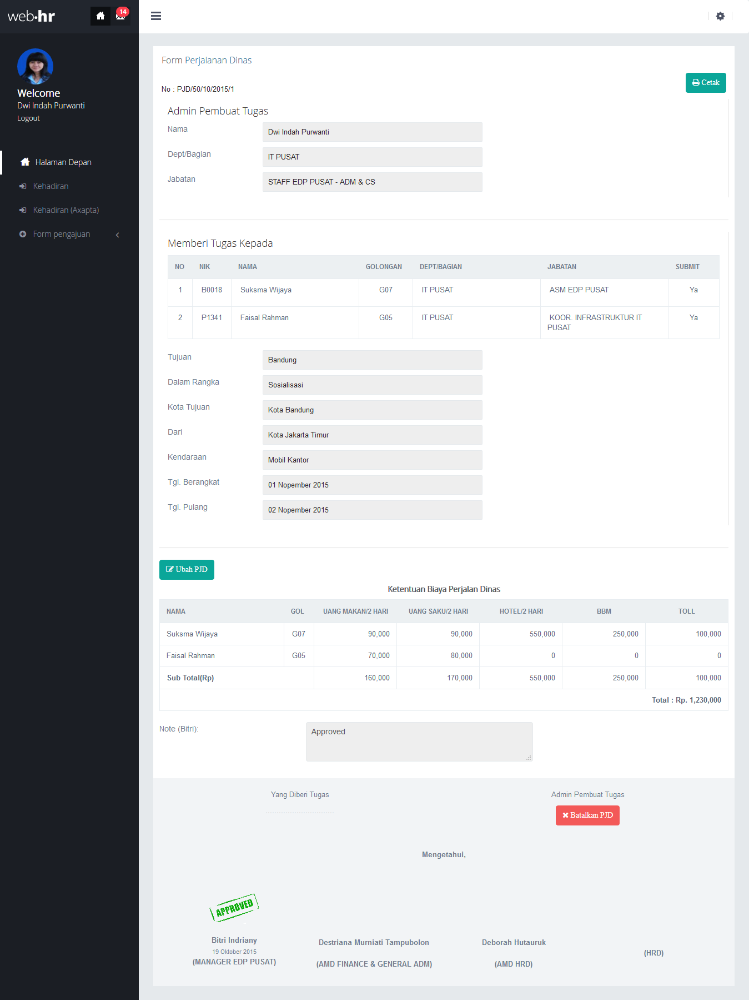 web·hr
14
Welcome
Dwi Indah Purwanti
Logout
Halaman Depan
Kehadiran
Kehadiran (Axapta)
Form pengajuan
Form Perjalanan Dinas
Cetak
No : PJD/50/10/2015/1
Admin Pembuat Tugas
Nama Dwi Indah Purwanti
Dept/Bagian IT PUSAT
Jabatan STAFF EDP PUSAT - ADM & CS
Memberi Tugas Kepada
NO NIK NAMA GOLONGAN DEPT/BAGIAN JABATAN SUBMIT
1 B0018 Suksma Wijaya G07 IT PUSAT ASM EDP PUSAT Ya
2 P1341 Faisal Rahman G05 IT PUSAT KOOR. INFRASTRUKTUR IT Ya
PUSAT
Tujuan Bandung
Dalam Rangka Sosialisasi
Kota Tujuan Kota Bandung
Dari Kota Jakarta Timur
Kendaraan Mobil Kantor
Tgl. Berangkat 01 Nopember 2015
Tgl. Pulang 02 Nopember 2015
Ubah PJD
Ketentuan Biaya Perjalan Dinas
NAMA GOL UANG MAKAN/2 HARI UANG SAKU/2 HARI HOTEL/2 HARI BBM TOLL
Suksma Wijaya G07 90,000 90,000 550,000 250,000 100,000
Faisal Rahman G05 70,000 80,000 0 0 0
Sub Total(Rp) 160,000 170,000 550,000 250,000 100,000
Total : Rp. 1,230,000
Note (Bitri): Approved
Yang Diberi Tugas Admin Pembuat Tugas
Batalkan PJD
Mengetahui,
APPROVED
Bitri Indriany Destriana Murniati Tampubolon Deborah Hutauruk
19 Oktober 2015 (HRD)
(MANAGER EDP PUSAT) (AMD FINANCE & GENERAL ADM) (AMD HRD)